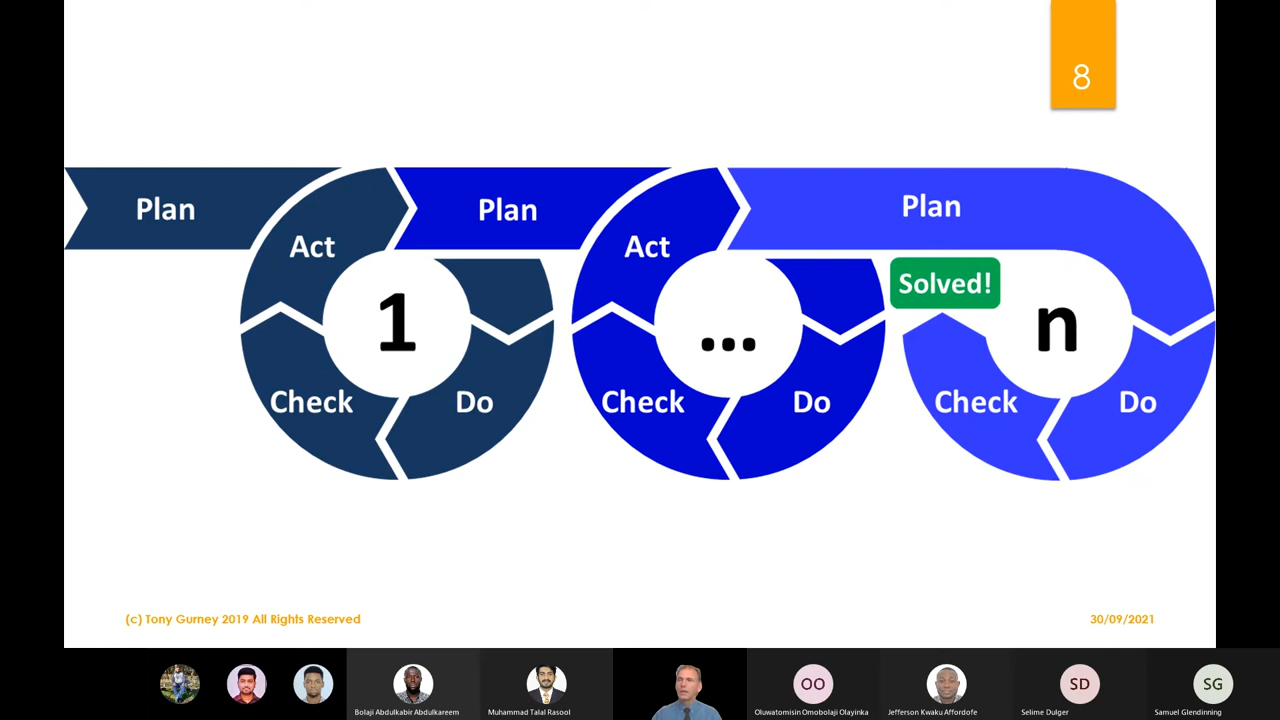 8
Plan
Plan
Plan
Act
Act
Solved!
1
...
n
Check
Do
Check
Do
Check
Do
(c) Tony Gurney 2019 All Rights Reserved
30/09/2021
OO
SD
SG
Bolaji Abdulkabir Abdulkareem
Muhammad Talal Rasool
Oluwatomisin Omobolaji Olayinka
Jefferson Kwaku Affordofe
Selime Dulger
Samuel Glendinning